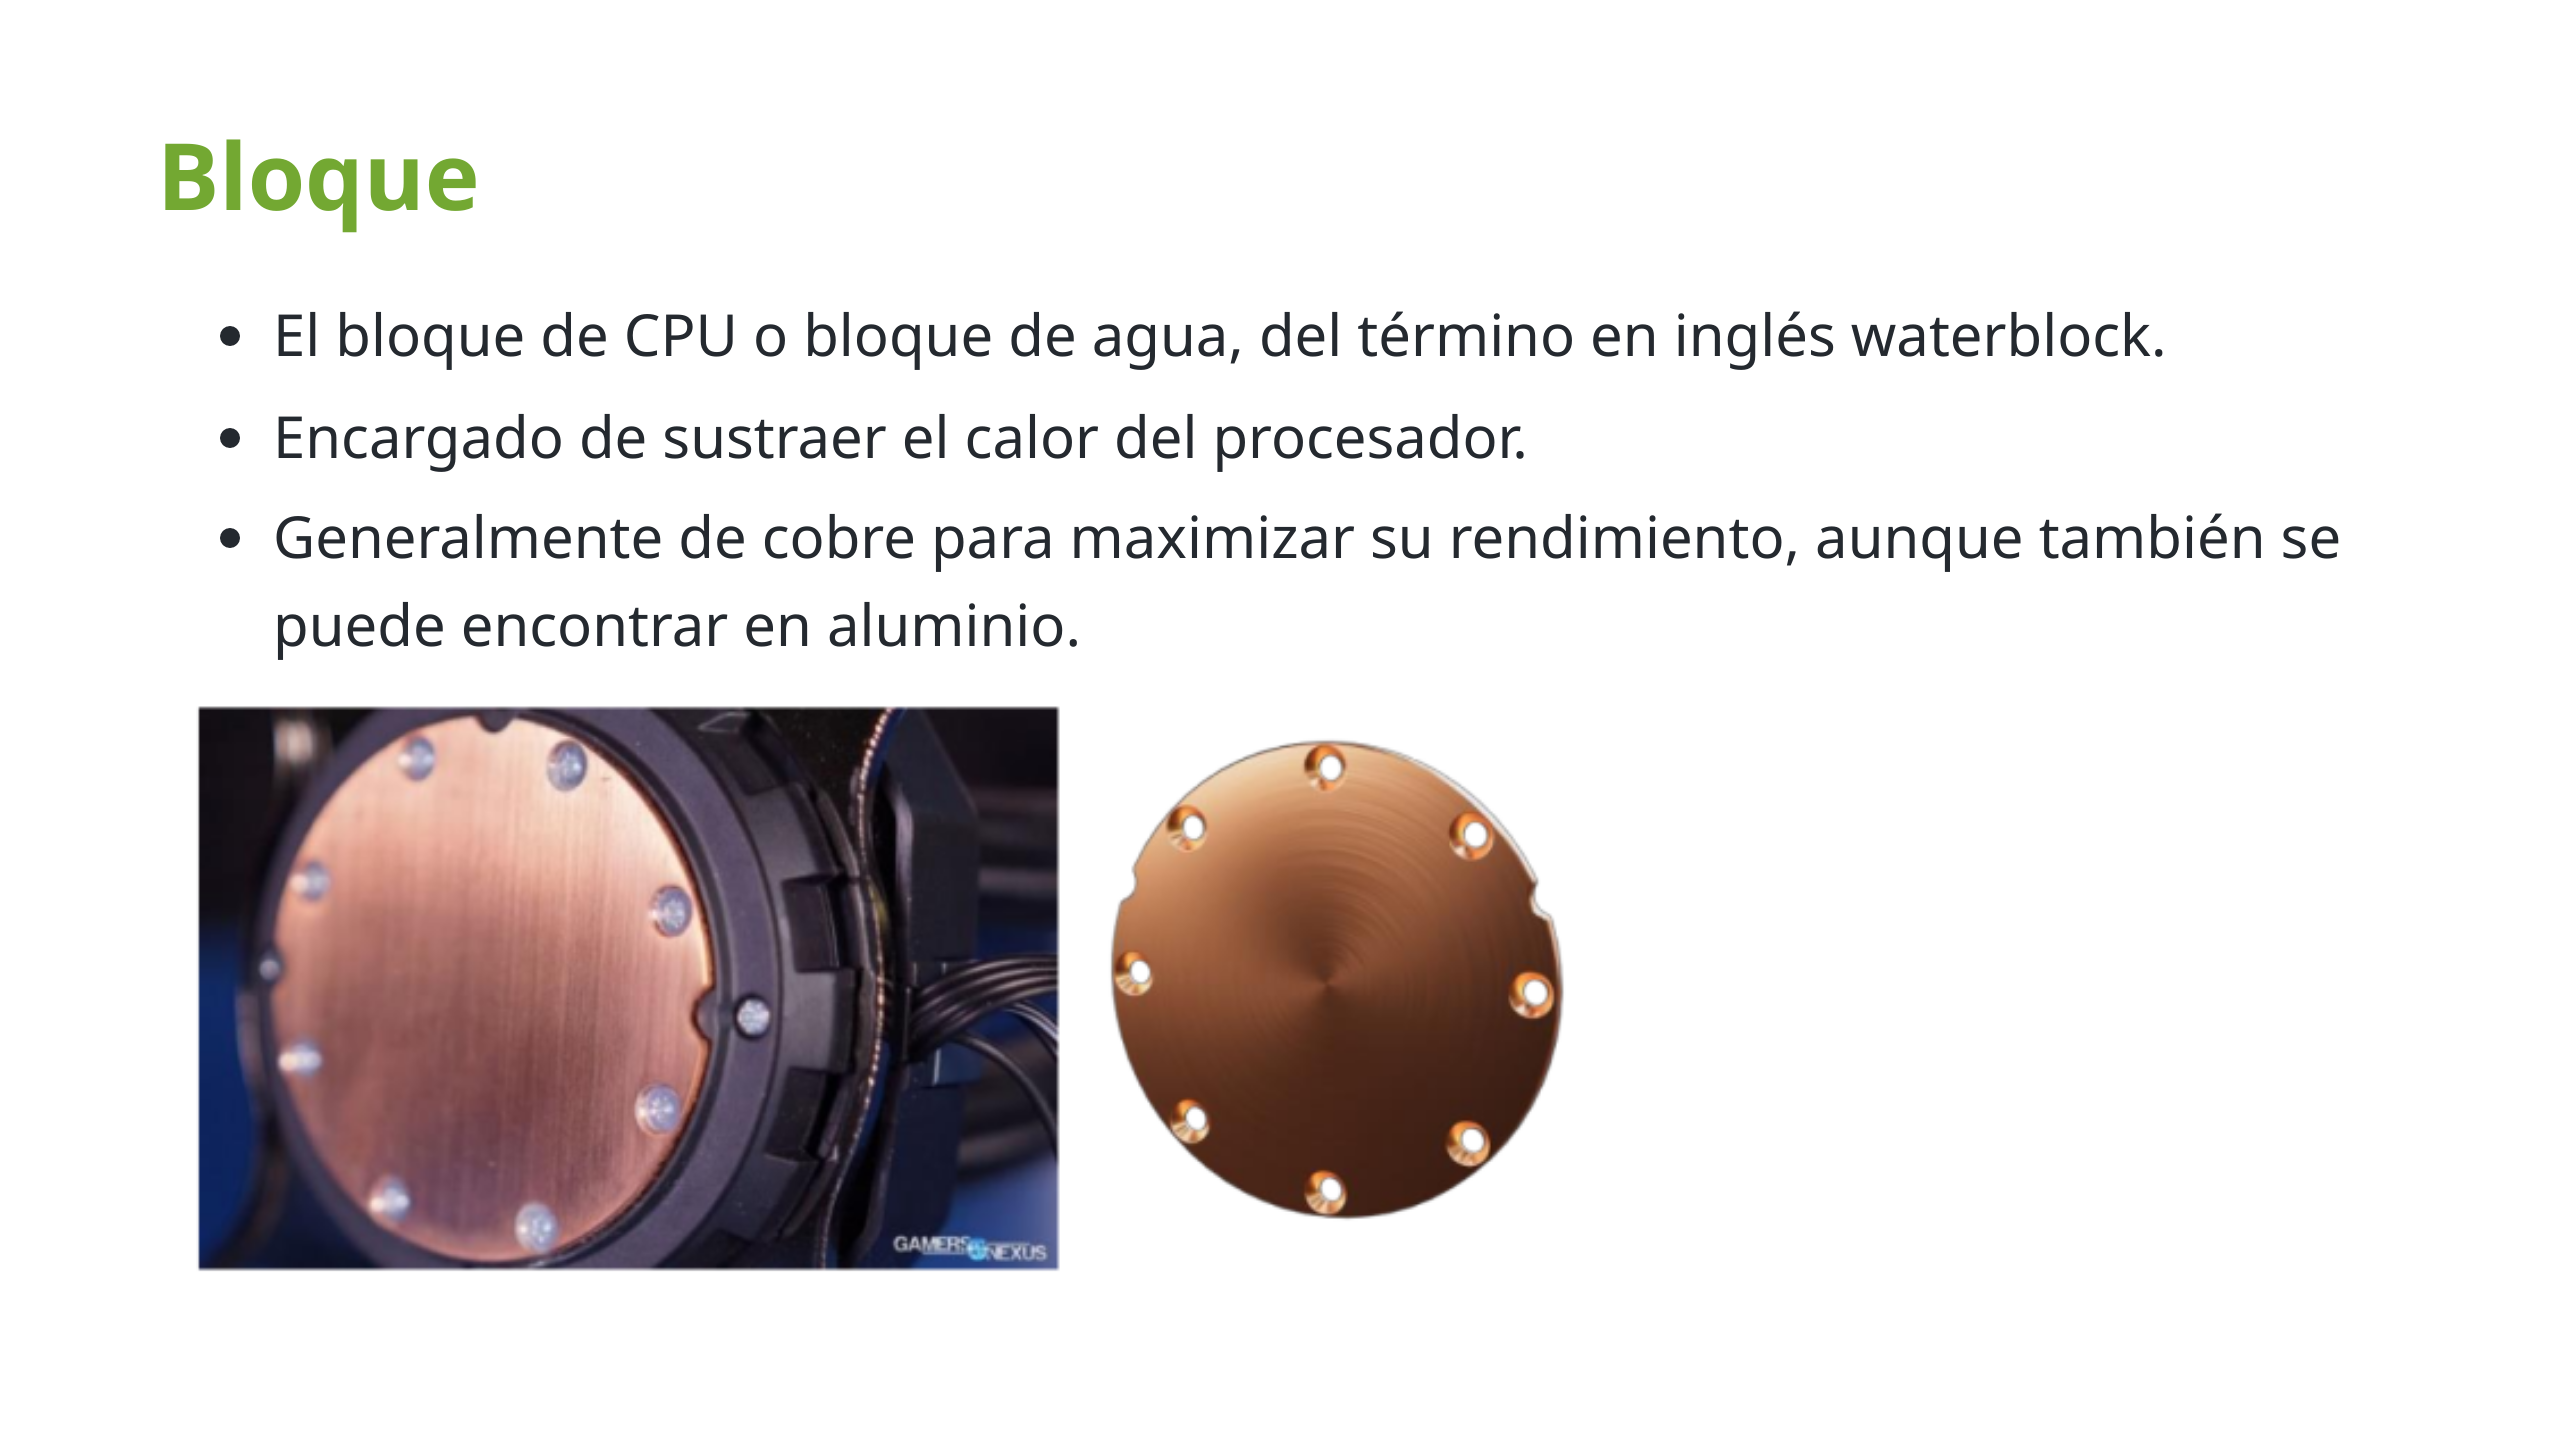 Bloque
El bloque de CPU o bloque de agua, del término en inglés waterblock.
Encargado de sustraer el calor del procesador.
Generalmente de cobre para maximizar su rendimiento, aunque también se
puede encontrar en aluminio.
GAMERS NEXUS